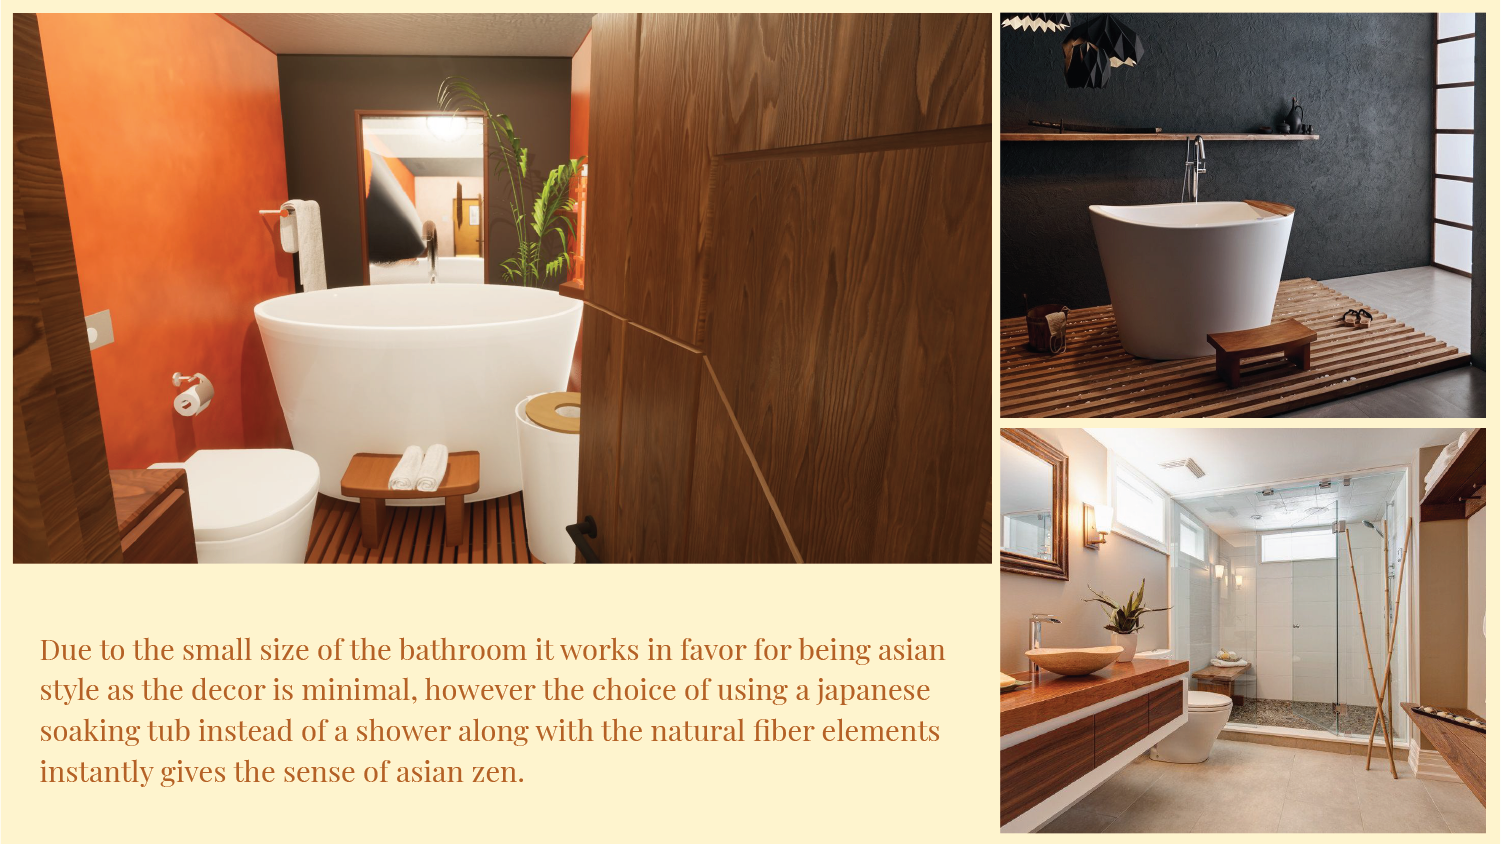 Due to the small size of the bathroom it works in favor for being asian
style as the decor is minimal, however the choice of using a japanese
soaking tub instead of a shower along with the natural fiber elements
instantly gives the sense of asian zen.